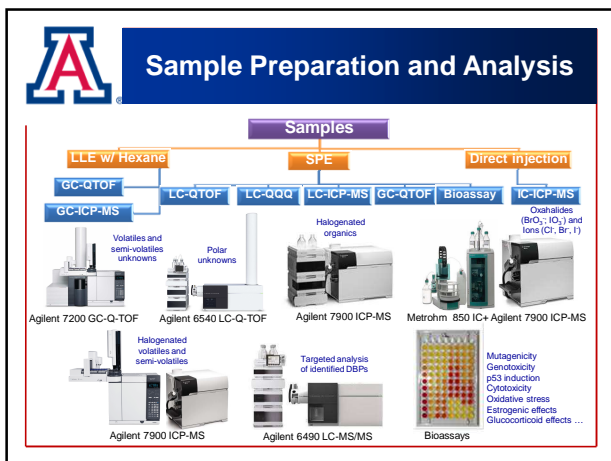 A
®
Sample Preparation and Analysis
Samples
LLE w/ Hexane
SPE
Direct injection
GC-QTOF
LC-QTOF
LC-QQQ
LC-ICP-MS
GC-QTOF
Bioassay
IC-ICP-MS
GC-ICP-MS
Volatiles and
semi-volatiles
unknowns
Polar
unknowns
Halogenated
organics
Oxahalides
(BrO₃⁻; IO₃⁻) and
Ions (Cl⁻, Br⁻, I⁻)
Agilent 7200 GC-Q-TOF
Agilent 6540 LC-Q-TOF
Agilent 7900 ICP-MS
Metrohm 850 IC+ Agilent 7900 ICP-MS
Halogenated
volatiles and
semi-volatiles
Targeted analysis
of identified DBPs
Mutagenicity
Genotoxicity
p53 induction
Cytotoxicity
Oxidative stress
Estrogenic effects
Glucocorticoid effects …
Agilent 7900 ICP-MS
Agilent 6490 LC-MS/MS
Bioassays